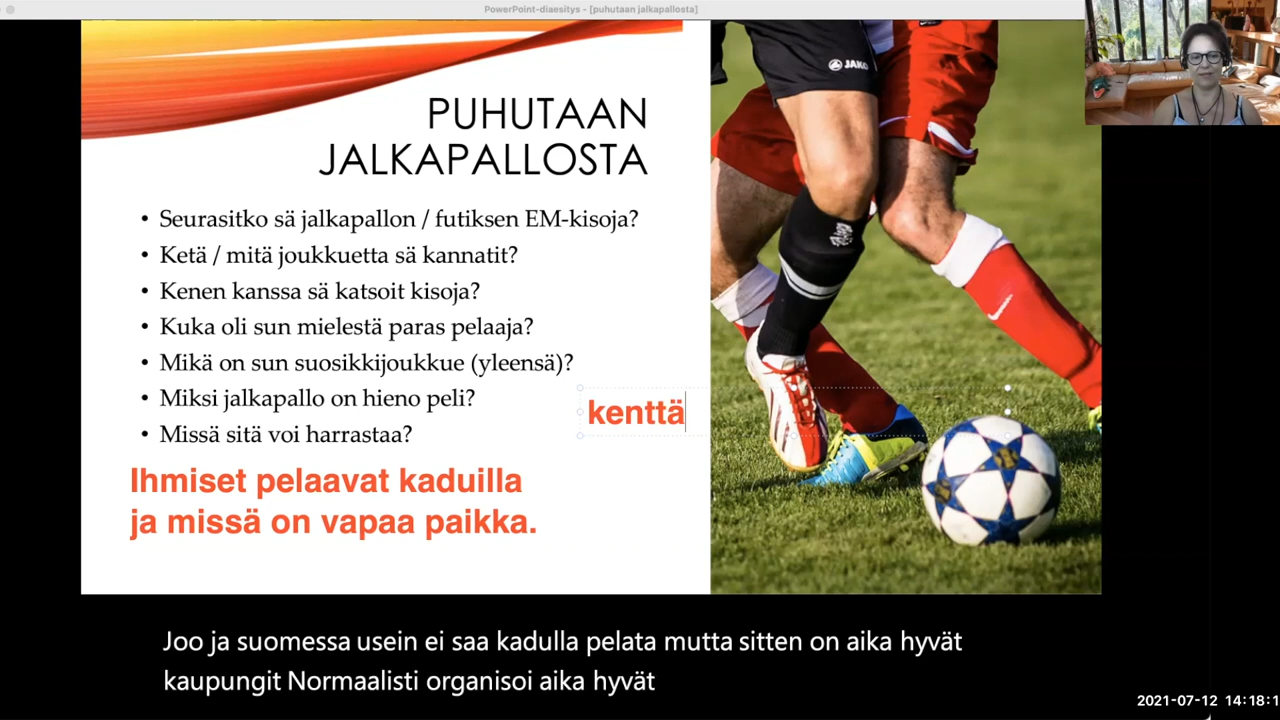 PowerPoint-diaesitys - [puhutaan jalkapallosta]
PUHUTAAN
JALKAPALLOSTA
• Seurasitko sä jalkapallon / futiksen EM-kisoja?
• Ketä / mitä joukkuetta sä kannatit?
• Kenen kanssa sä katsoit kisoja?
• Kuka oli sun mielestä paras pelaaja?
• Mikä on sun suosikkijoukkue (yleensä)?
• Miksi jalkapallo on hieno peli?
• Missä sitä voi harrastaa?
kenttä
Ihmiset pelaavat kaduilla
ja missä on vapaa paikka.
JAKO
Joo ja suomessa usein ei saa kadulla pelata mutta sitten on aika hyvät
kaupungit Normaalisti organisoi aika hyvät
2021-07-12 14:18:1